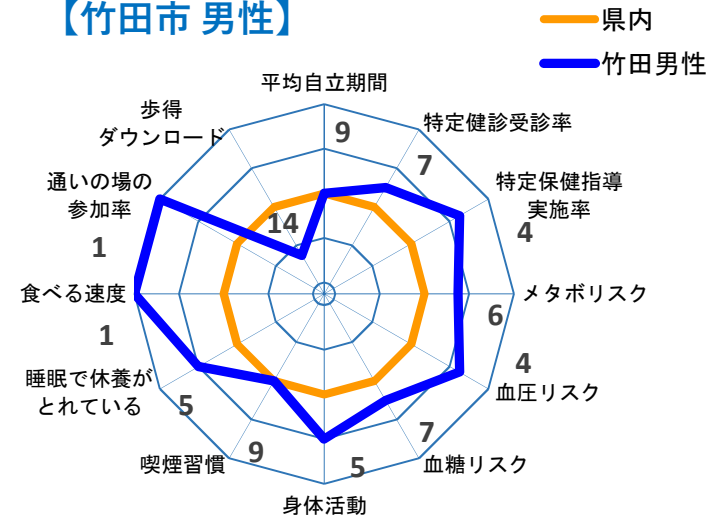 【竹田市 男性】
県内
竹田男性
平均自立期間
9
特定健診受診率
7
特定保健指導
実施率
4
メタボリスク
6
血圧リスク
4
血糖リスク
7
身体活動
5
喫煙習慣
9
睡眠で休養が
とれている
5
食べる速度
1
通いの場の
参加率
1
歩得
ダウンロード
14